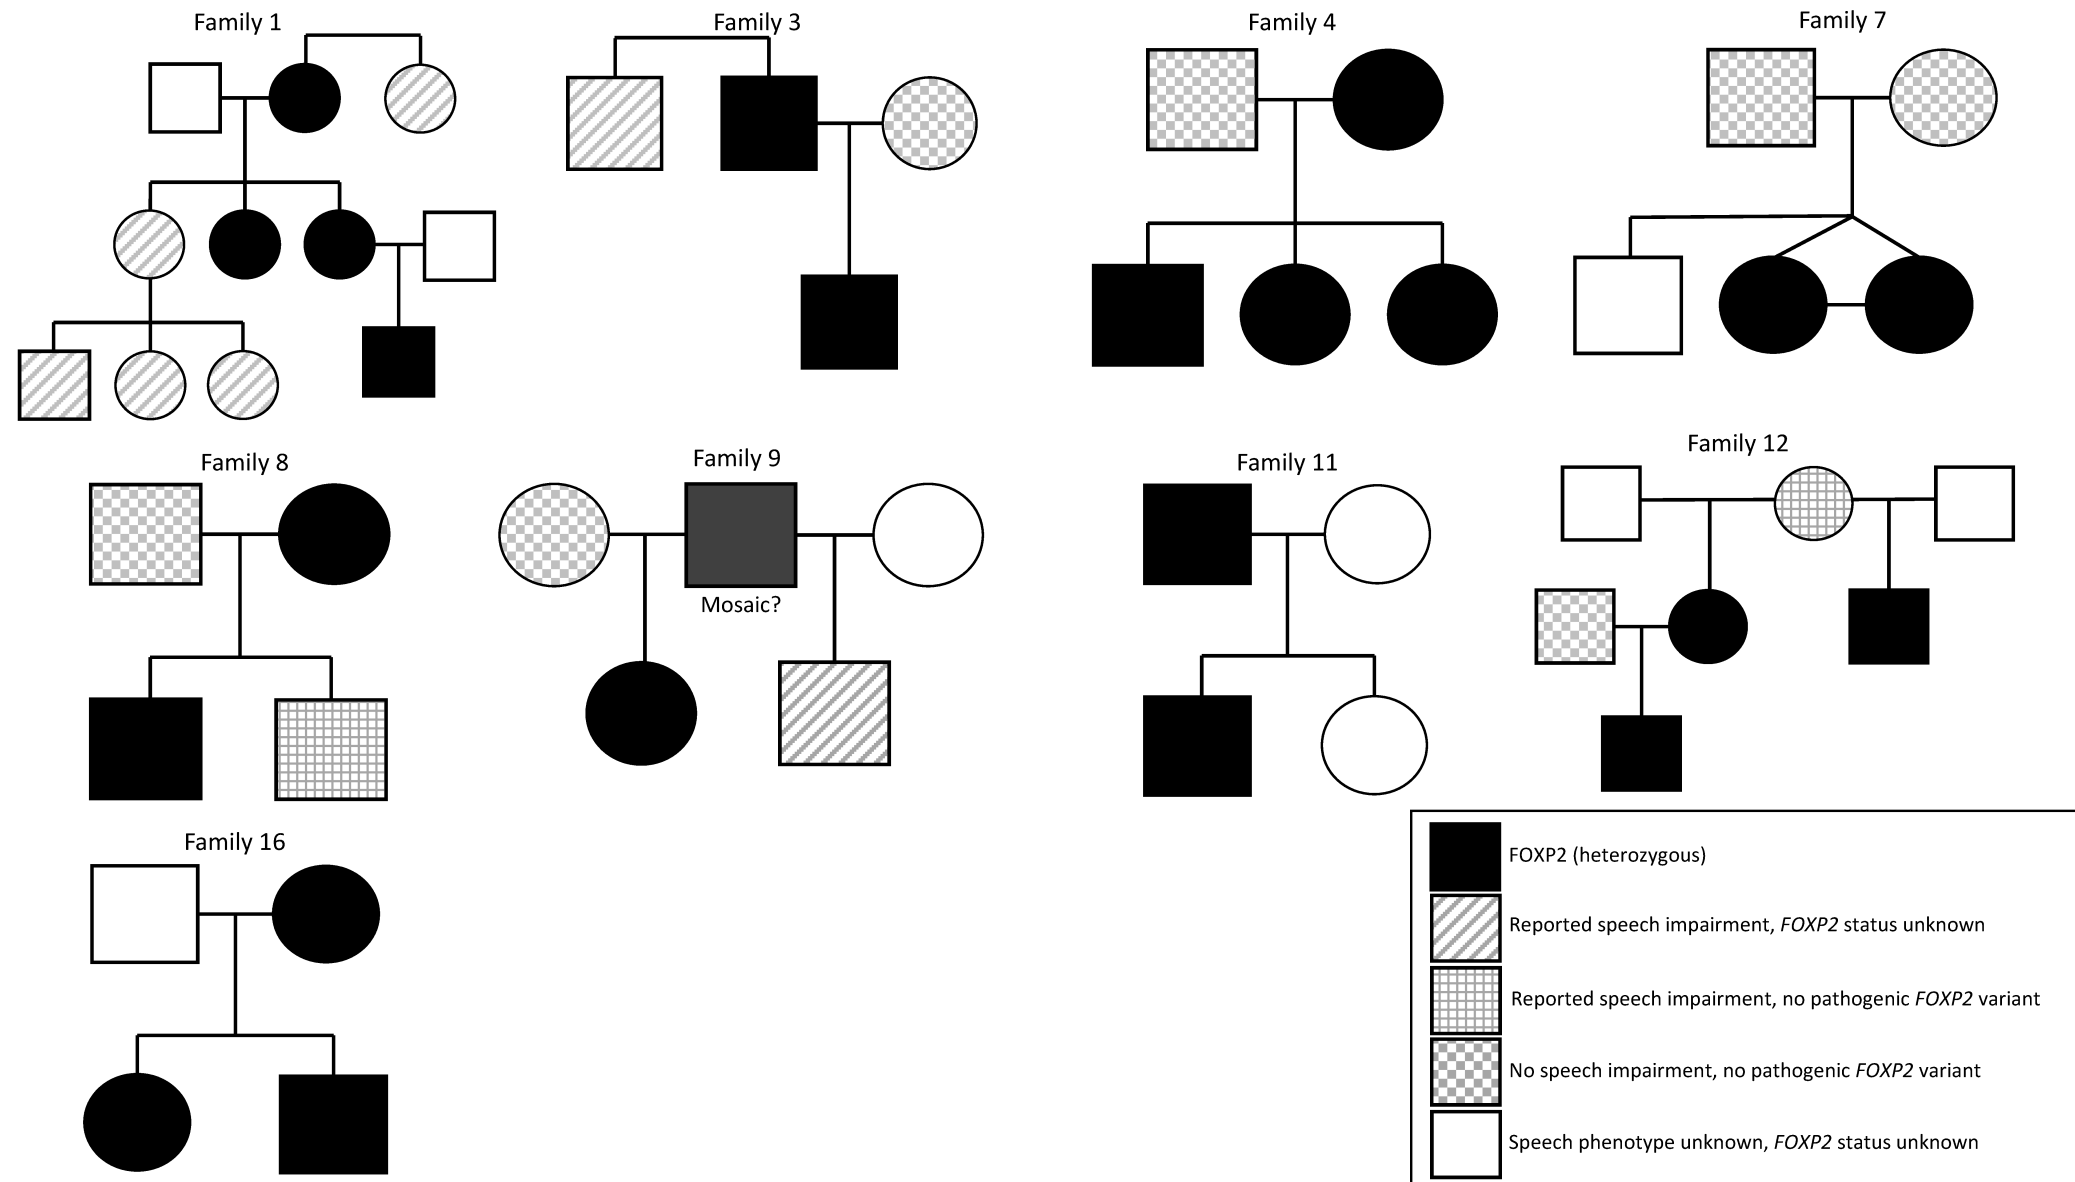 Family 1
Family 3
Family 4
Family 7
Family 8
Family 9
Mosaic?
Family 11
Family 12
Family 16
FOXP2 (heterozygous)
Reported speech impairment, FOXP2 status unknown
Reported speech impairment, no pathogenic FOXP2 variant
No speech impairment, no pathogenic FOXP2 variant
Speech phenotype unknown, FOXP2 status unknown